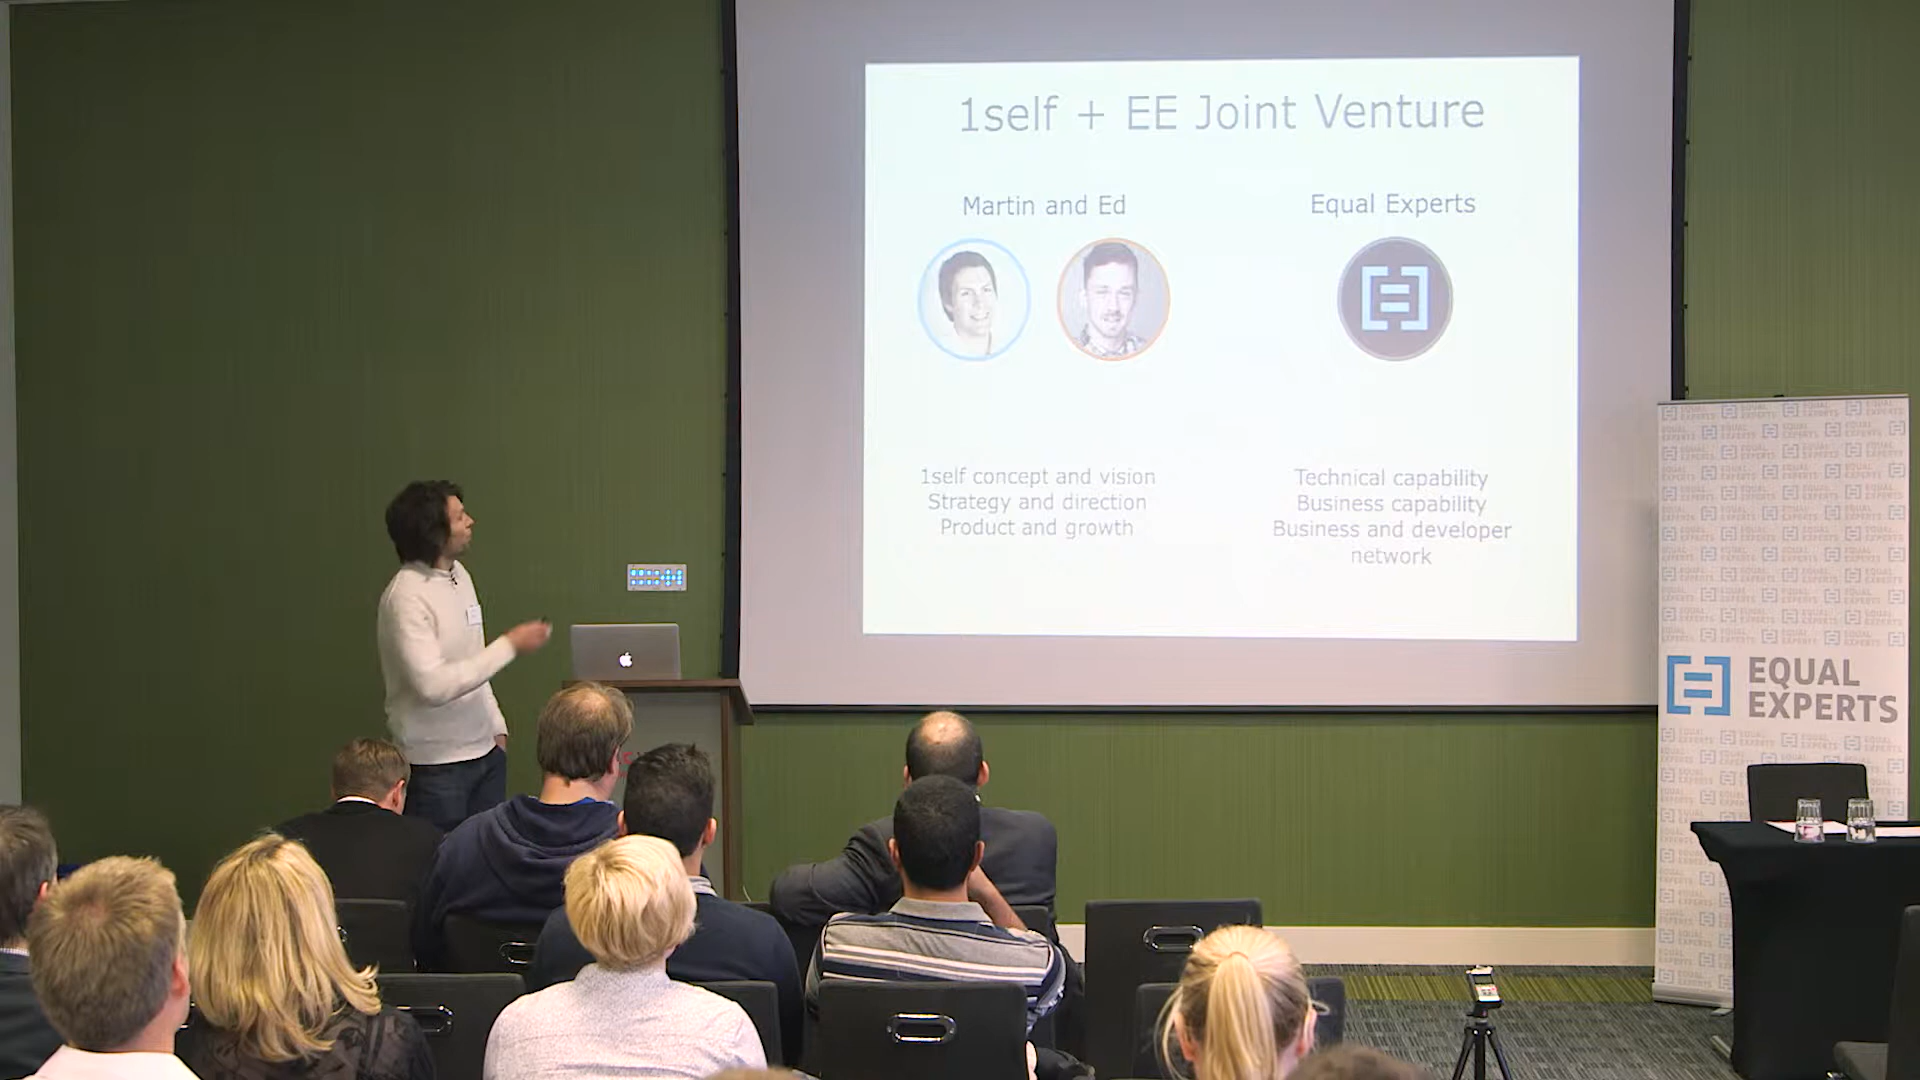 1self + EE Joint Venture
Martin and Ed
Equal Experts
1self concept and vision
Strategy and direction
Product and growth
Technical capability
Business capability
Business and developer
network
EQUAL
EXPERTS